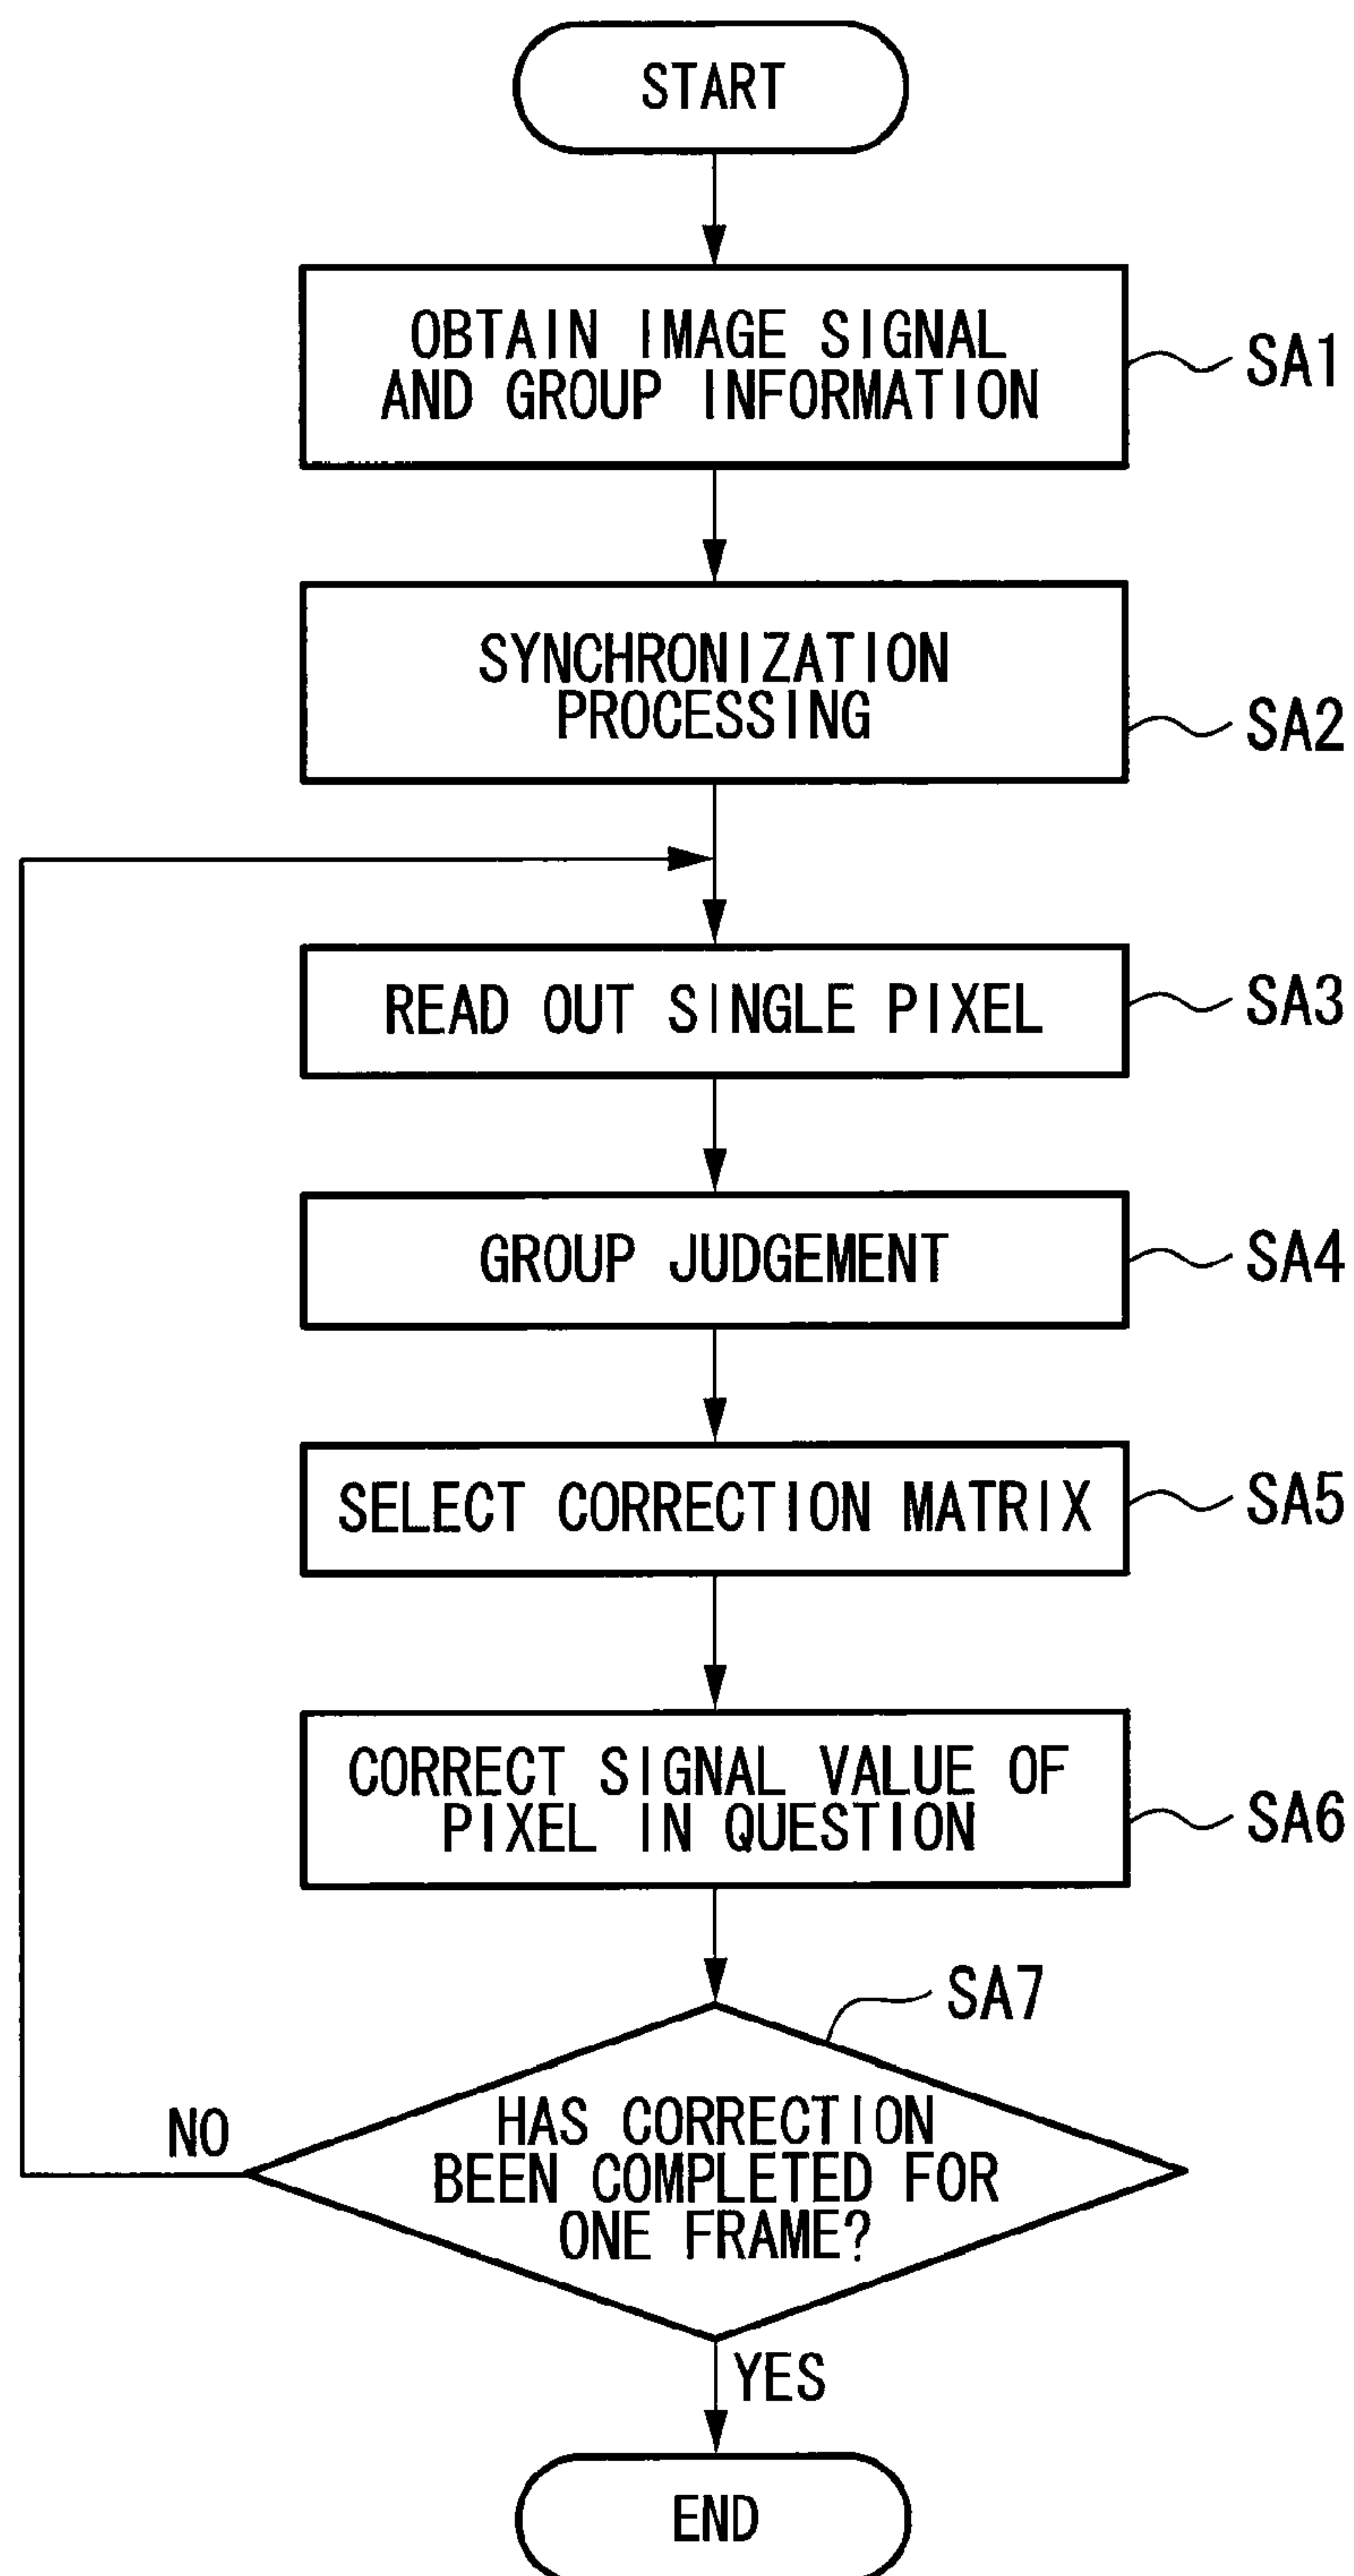 START
OBTAIN IMAGE SIGNAL
AND GROUP INFORMATION
SA1
SYNCHRONIZATION
PROCESSING
SA2
READ OUT SINGLE PIXEL
SA3
GROUP JUDGEMENT
SA4
SELECT CORRECTION MATRIX
SA5
CORRECT SIGNAL VALUE OF
PIXEL IN QUESTION
SA6
SA7
HAS CORRECTION
BEEN COMPLETED FOR
ONE FRAME?
NO
YES
END